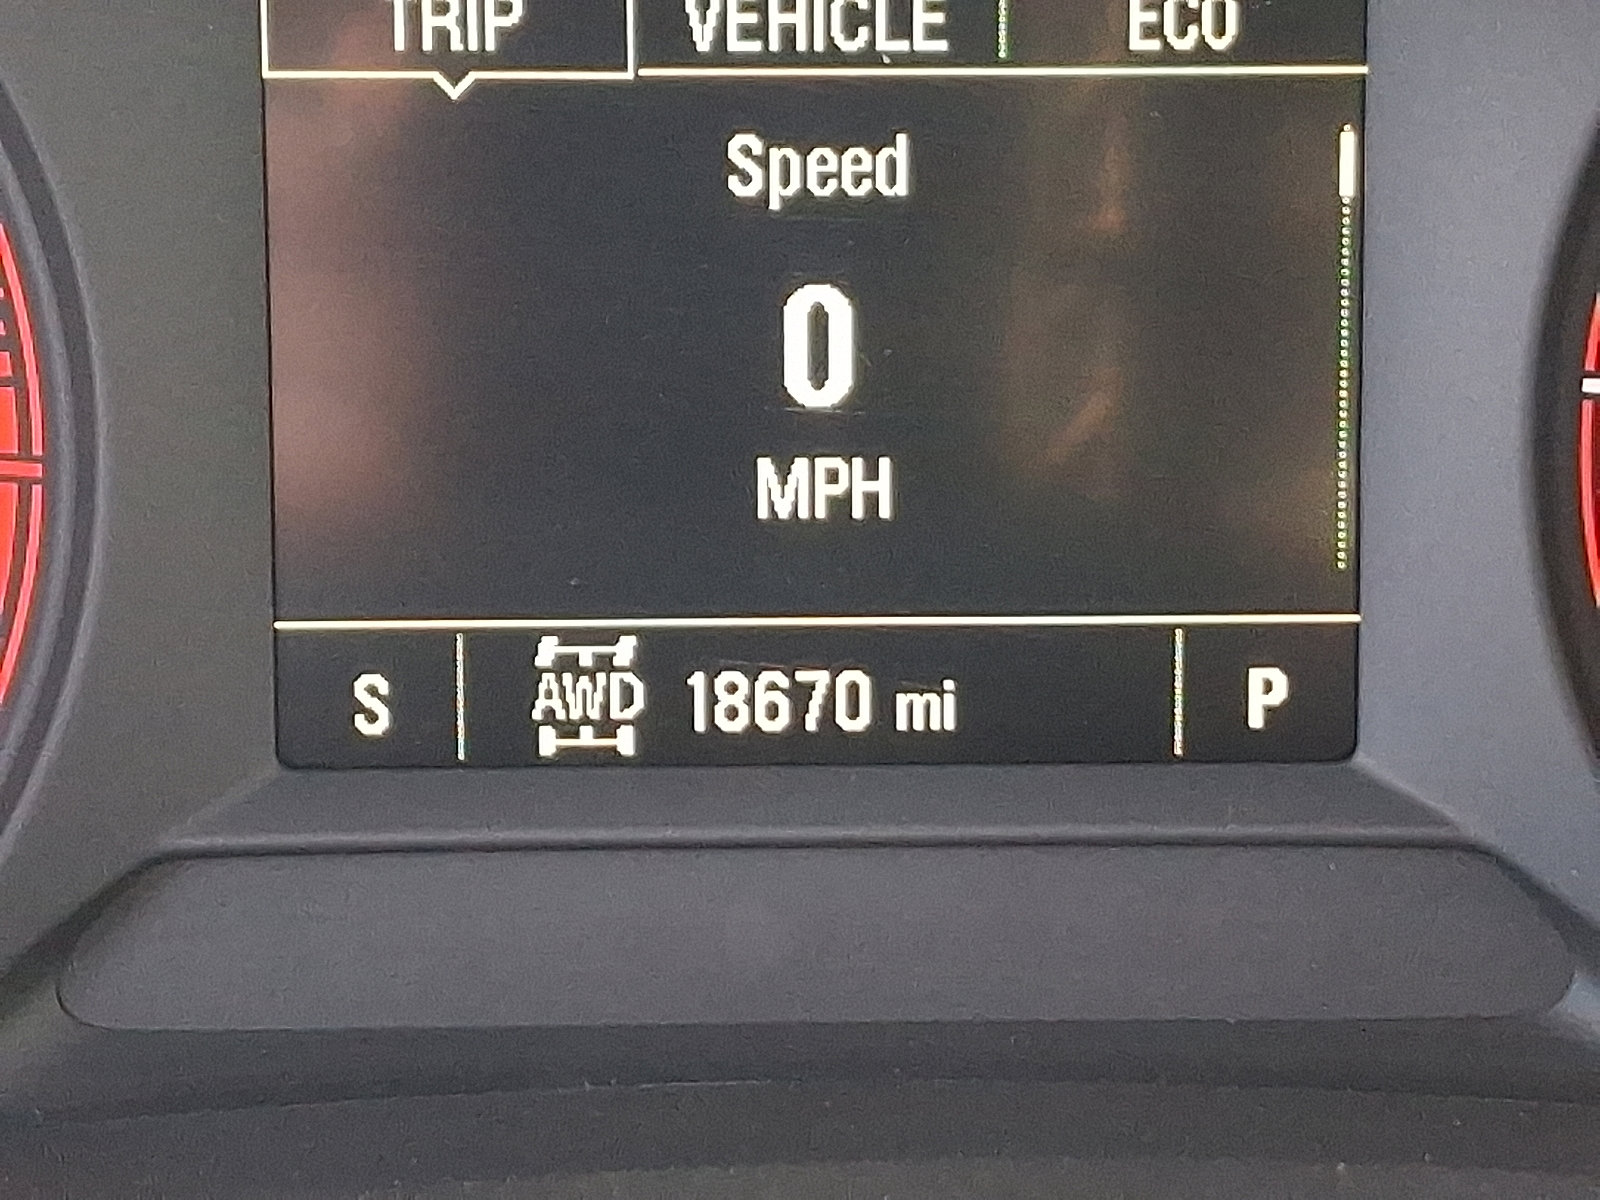 TRIP VEHICLE ECO
Speed
0
MPH
S AWD 18670 mi P